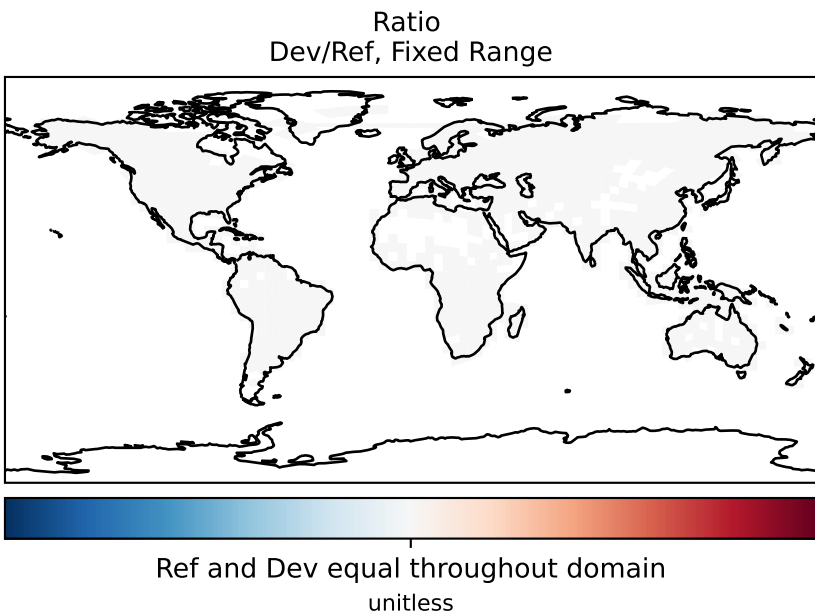 Ratio
Dev/Ref, Fixed Range
Ref and Dev equal throughout domain
unitless